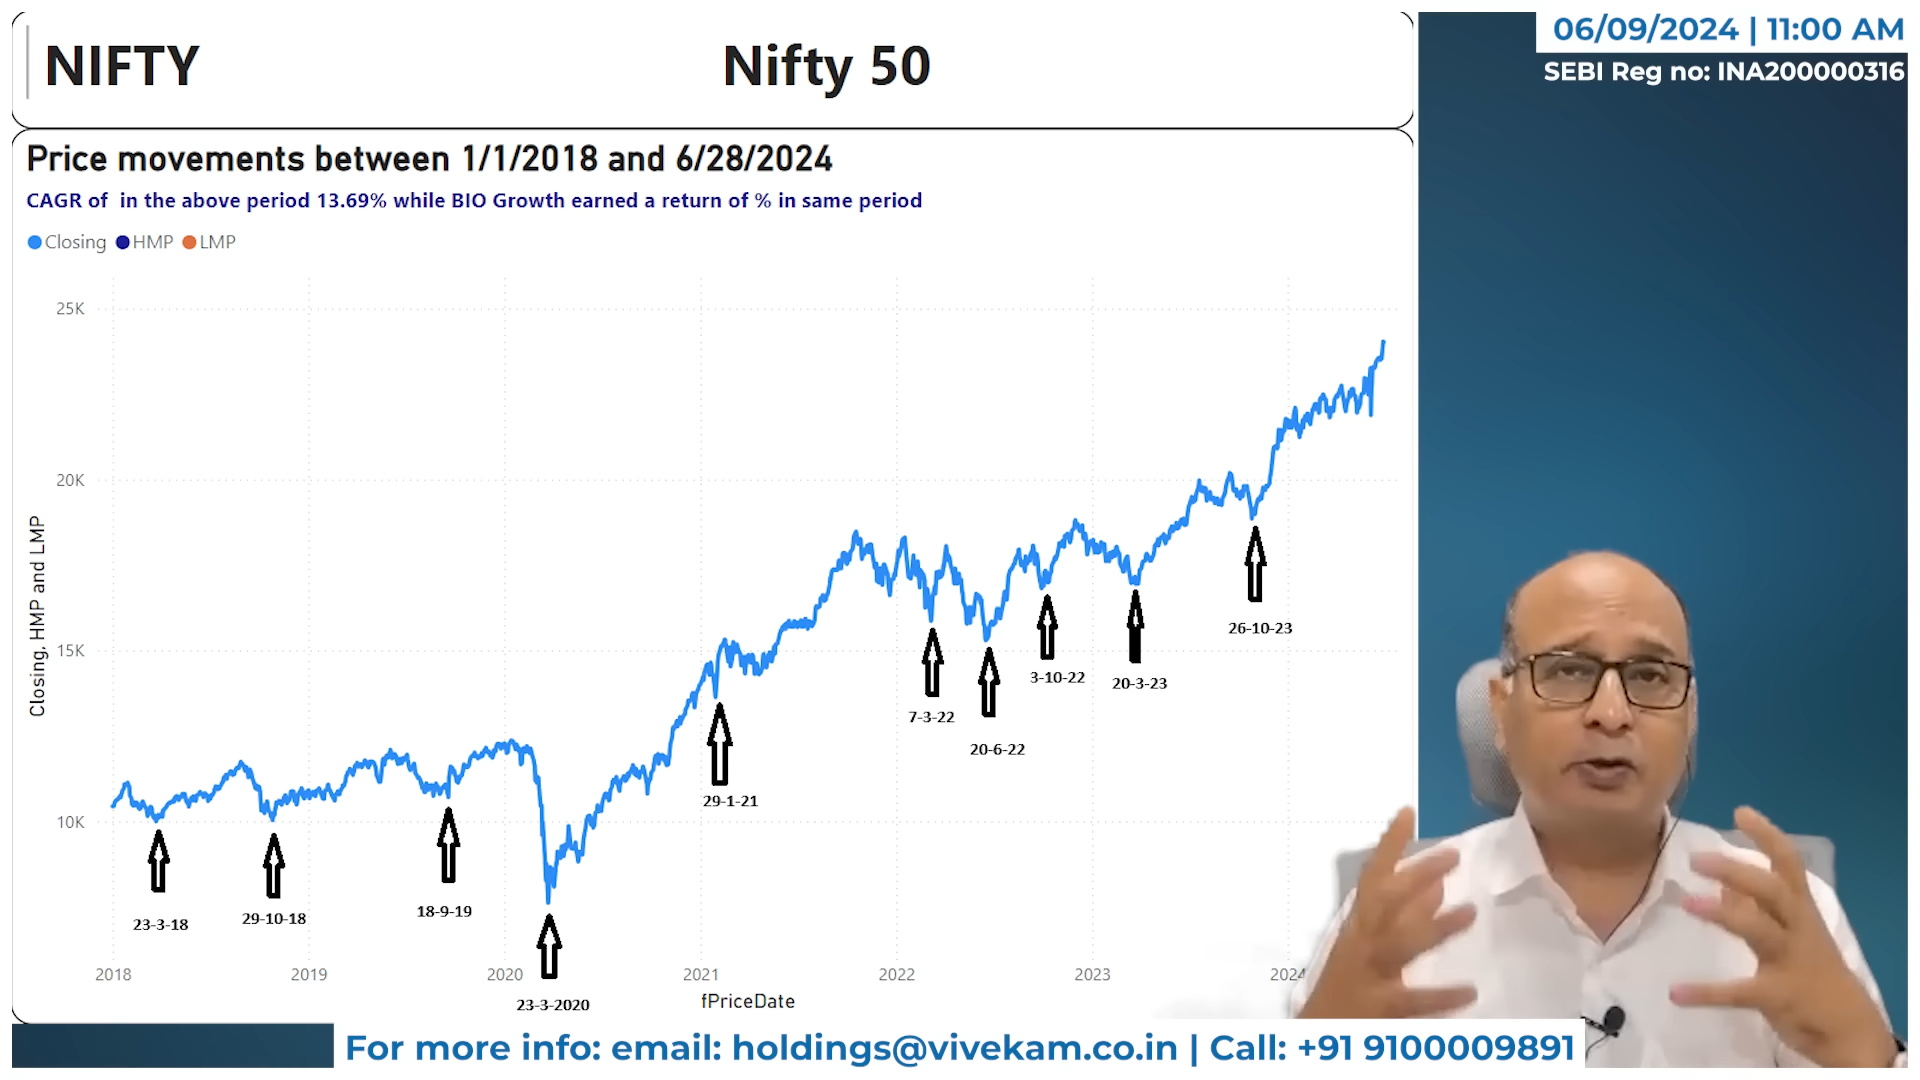 NIFTY
Nifty 50
06/09/2024 | 11:00 AM
SEBI Reg no: INA200000316
Price movements between 1/1/2018 and 6/28/2024
CAGR of in the above period 13.69% while BIO Growth earned a return of % in same period
Closing HMP LMP
Closing, HMP and LMP
25K
20K
15K
10K
23-3-18
29-10-18
18-9-19
23-3-2020
29-1-21
7-3-22
20-6-22
3-10-22
20-3-23
26-10-23
2018 2019 2020 2021 2022 2023 2024
fPriceDate
For more info: email: holdings@vivekam.co.in | Call: +91 9100009891